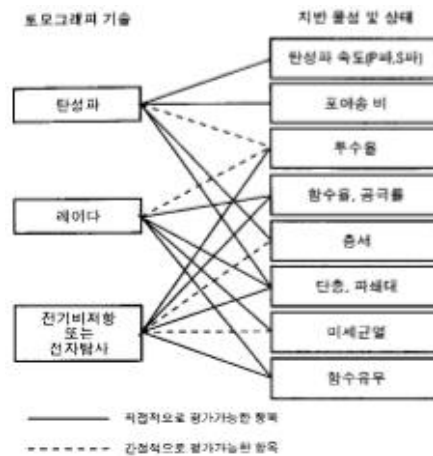 토모그래피 기술
지반 물성 및 상태
탄성파
레이다
전기비저항
또는
전자탐사
탄성파 속도(P파,S파)
포아송 비
투수율
함수율, 공극률
층세
단층, 파쇄대
미세균열
함수유무
직접적으로 평가가능한 항목
간접적으로 평가가능한 항목